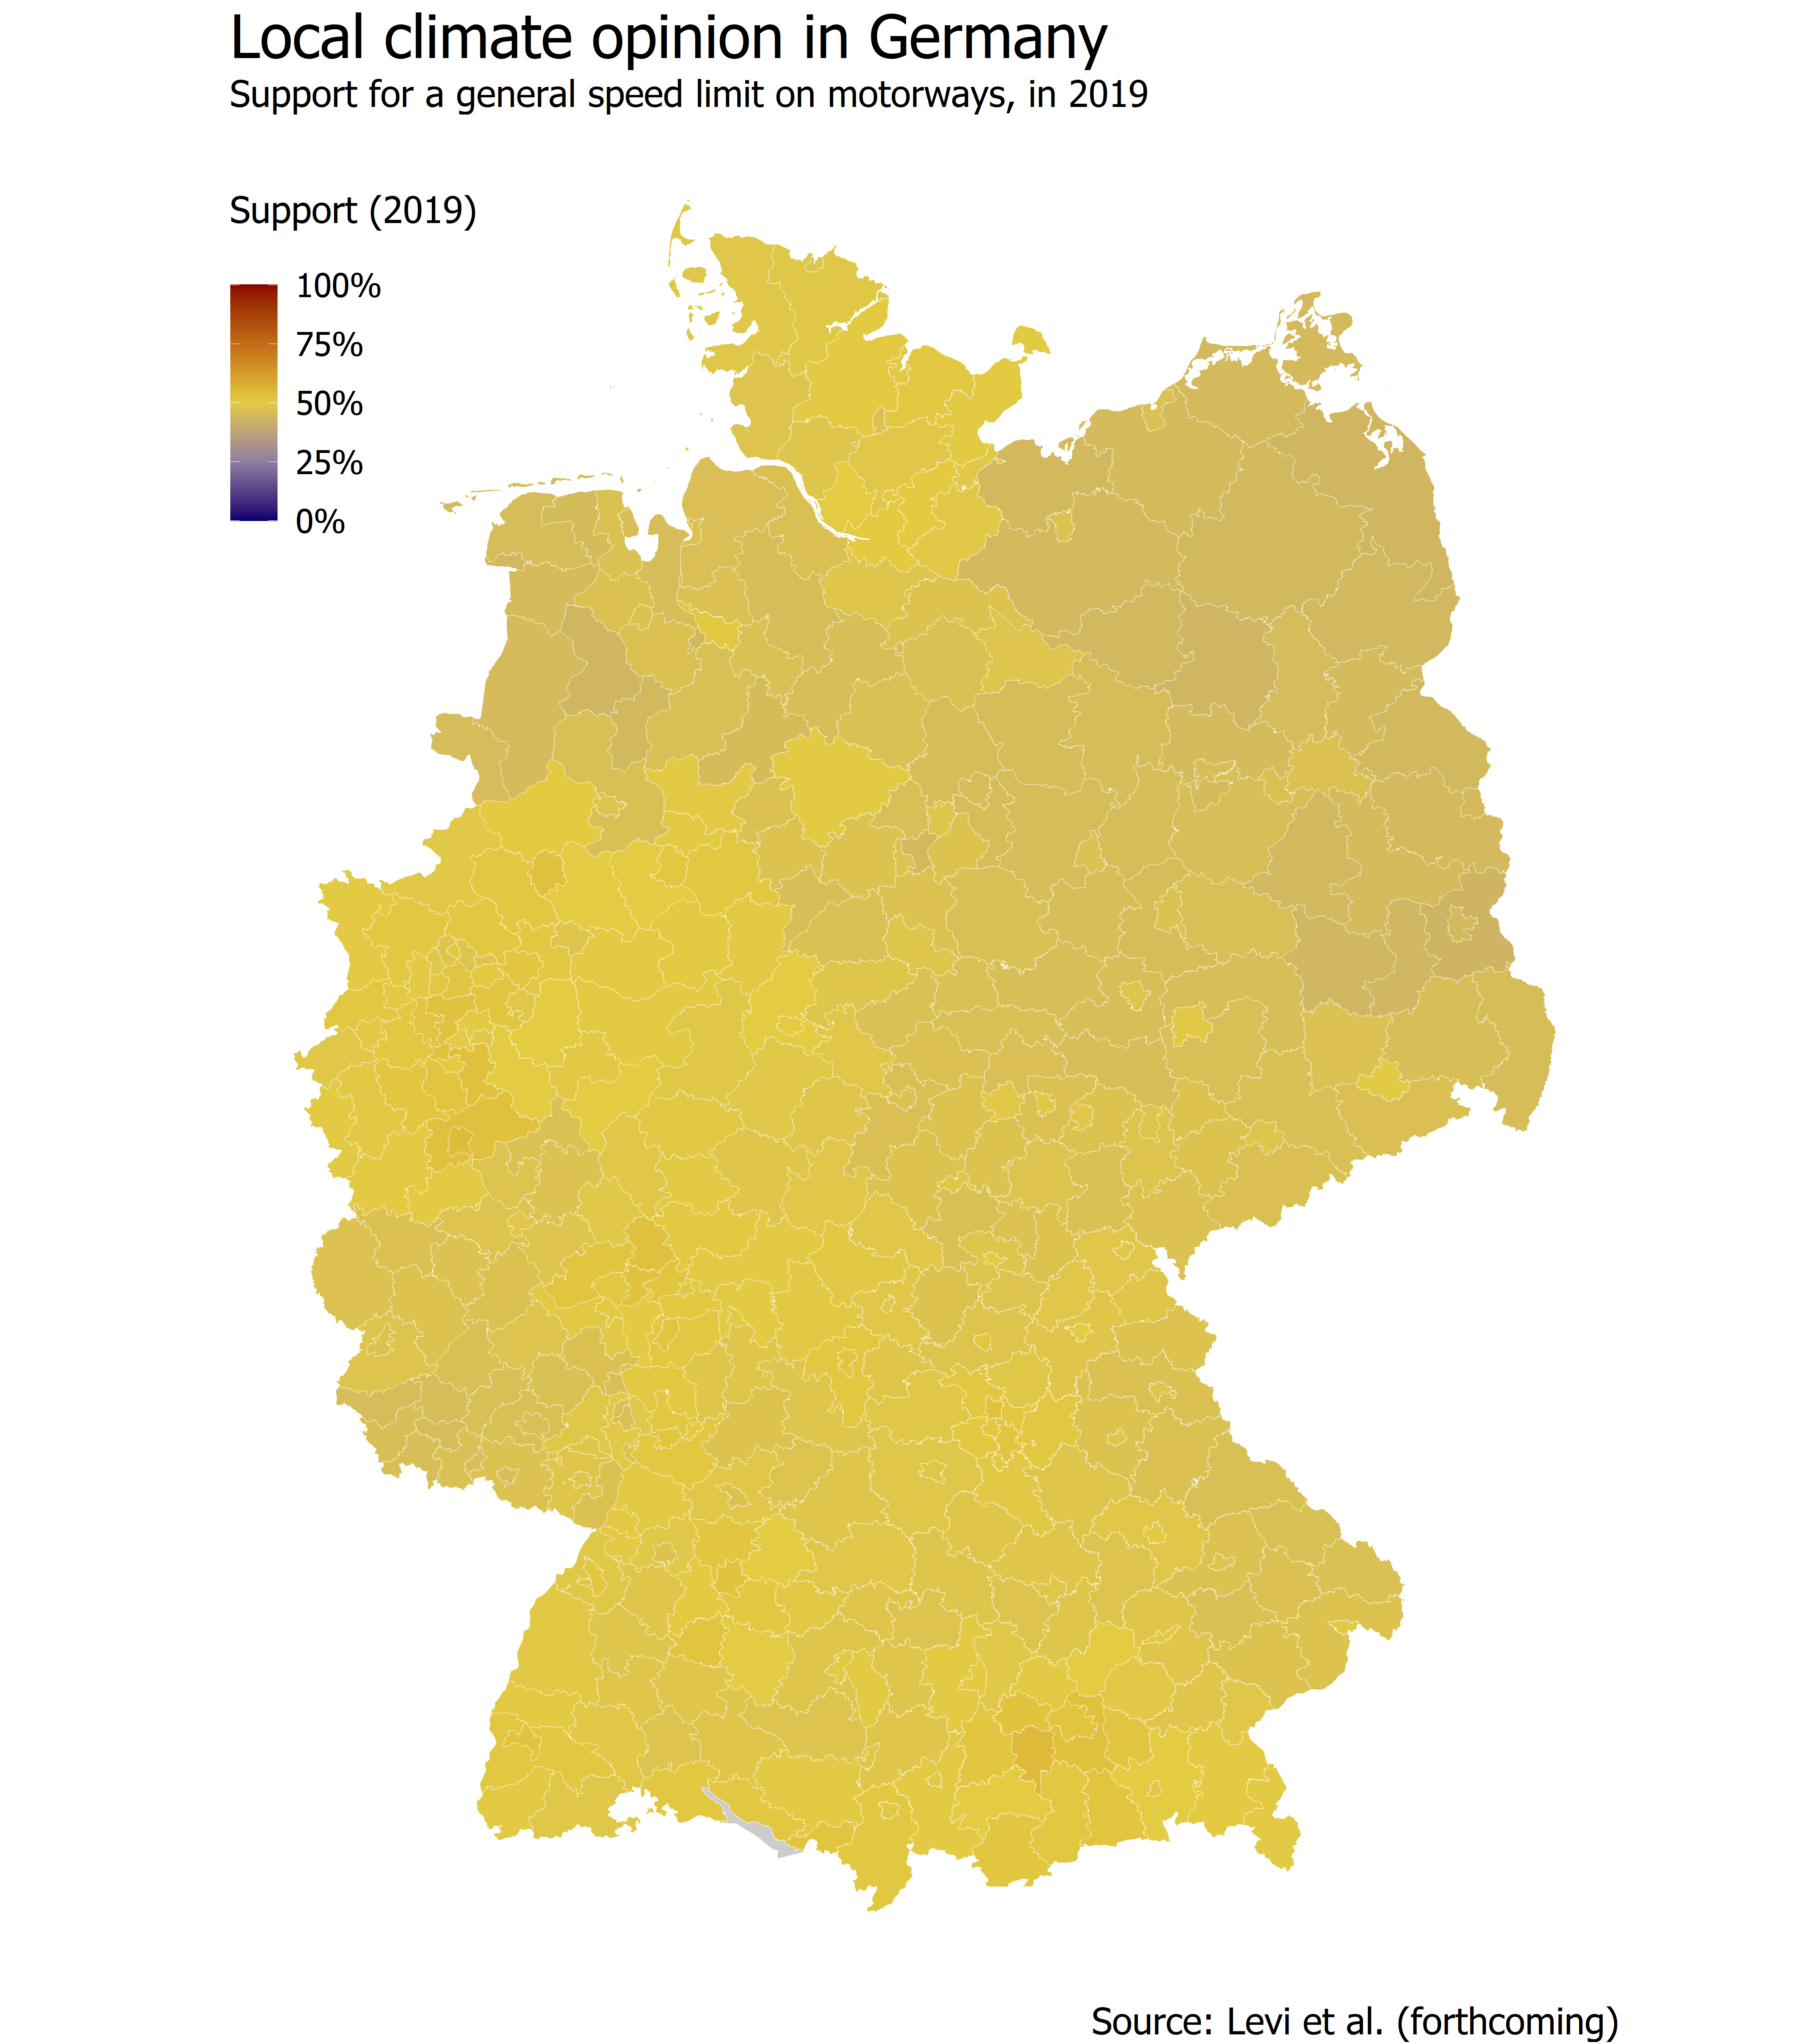 Local climate opinion in Germany
Support for a general speed limit on motorways, in 2019
Support (2019)
100%
75%
50%
25%
0%
Source: Levi et al. (forthcoming)